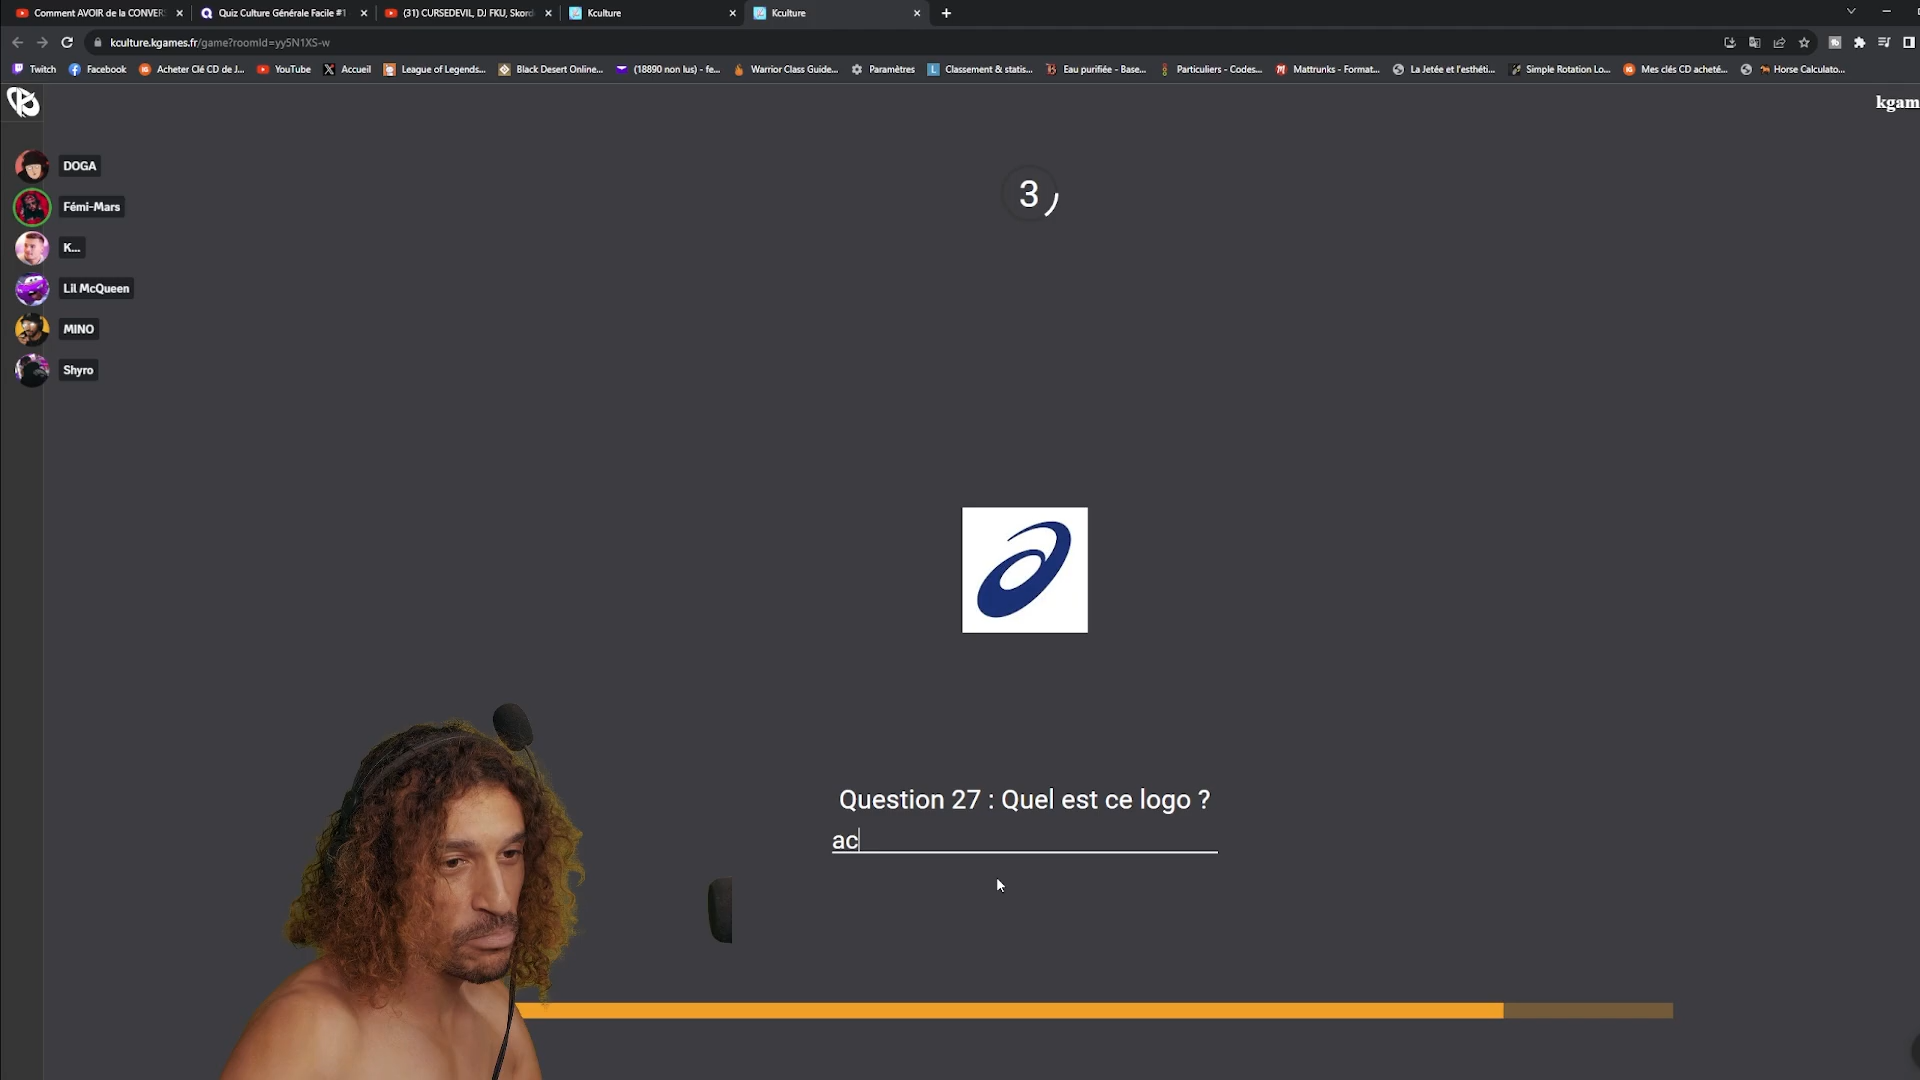 Comment AVOIR de la CONVER
Quiz Culture Générale Facile #1
(31) CURSEDEVIL, DJ FKU, Skord
Kculture
Kculture
kculture.kgames.fr/game?roomId=yy5N1XS-w
Twitch
Facebook
Acheter Clé CD de J...
YouTube
Accueil
League of Legends...
Black Desert Online...
(18890 non lus) - fe...
Warrior Class Guide...
Paramètres
Classement & statis...
Eau purifiée - Base...
Particuliers - Codes...
Mattrunks - Format...
La Jetée et l'esthéti...
Simple Rotation Lo...
Mes clés CD acheté...
Horse Calculato...
kgam
DOGA
Fémi-Mars
K...
Lil McQueen
MINO
Shyro
3
Question 27 : Quel est ce logo ?
ac